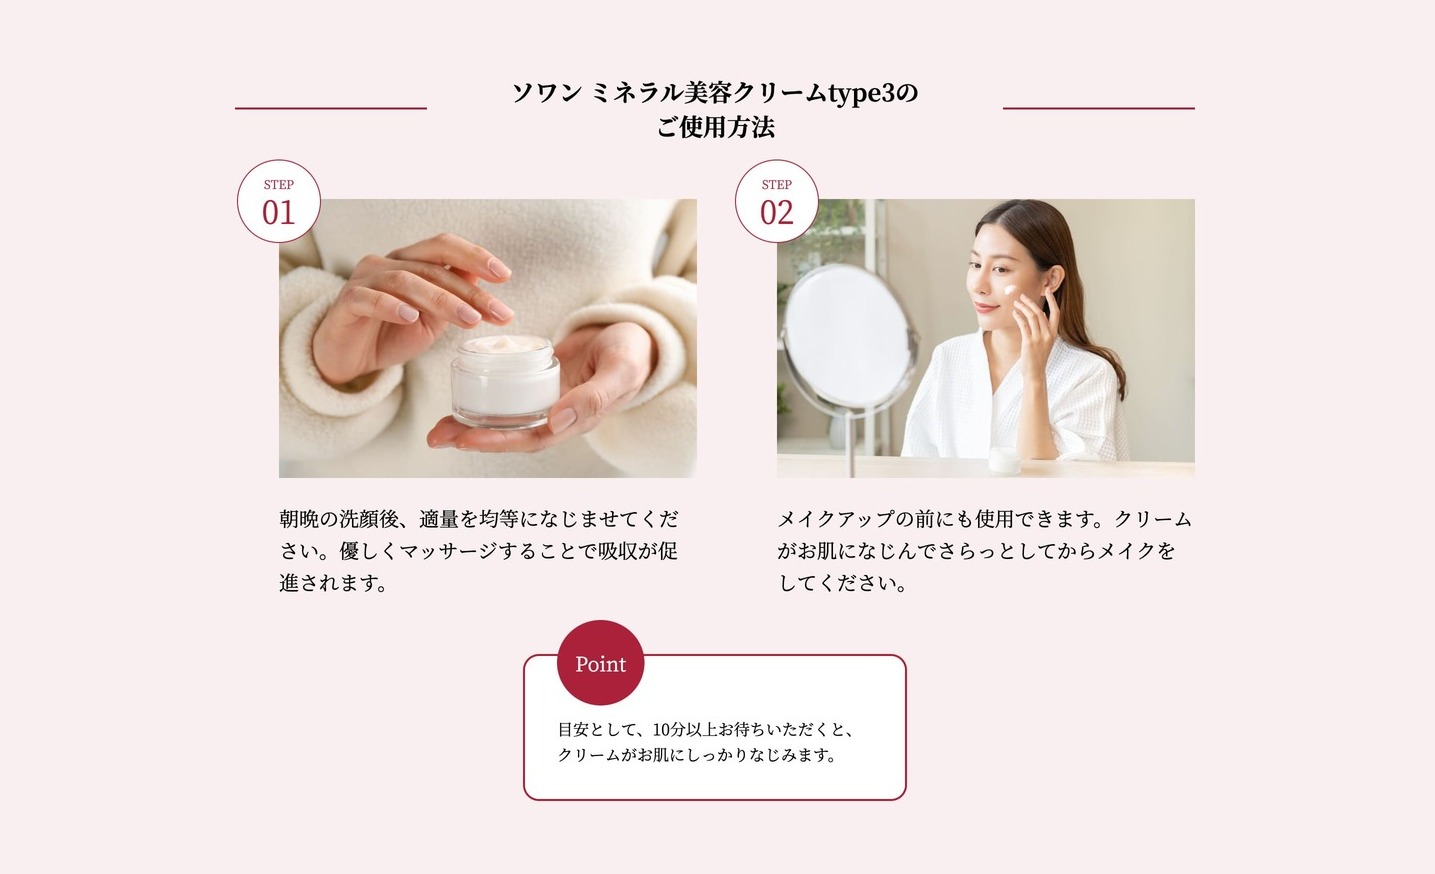 ソワン ミネラル美容クリームtype3の
ご使用方法
STEP
01
朝晩の洗顔後、適量を均等になじませてくだ
さい。優しくマッサージすることで吸収が促
進されます。
STEP
02
メイクアップの前にも使用できます。クリーム
がお肌になじんでさらっとしてからメイクを
してください。
Point
目安として、10分以上お待ちいただくと、
クリームがお肌にしっかりなじみます。